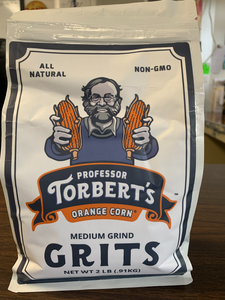 ALL NATURAL
NON-GMO
PROFESSOR
TORBERT'S
ORANGE CORN
MEDIUM GRIND
GRITS
NET WT 2 LB (.91KG)